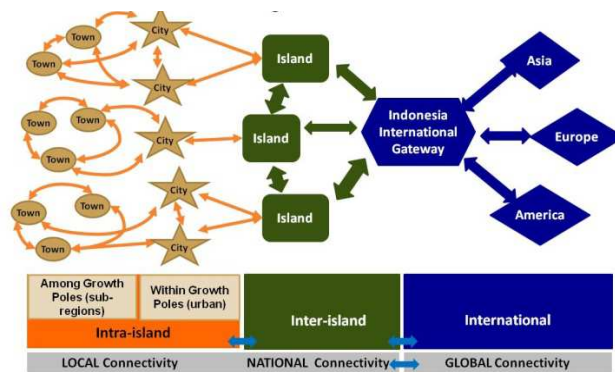 City
Town
Town
City
Island
Asia
Town
Town
City
Town
Island
Indonesia
International
Gateway
Europe
City
Town
Town
Island
America
Town
City
Among Growth
Poles (sub-
regions)
Within Growth
Poles (urban)
Intra-island
Inter-island
International
LOCAL Connectivity
NATIONAL Connectivity
GLOBAL Connectivity